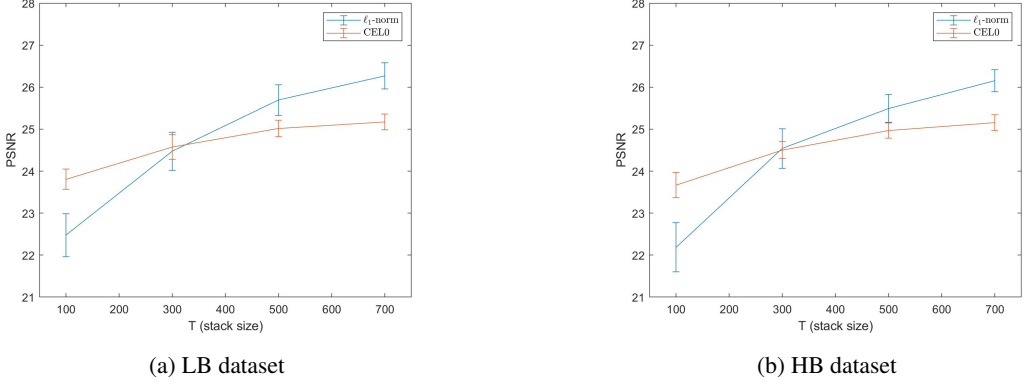 28
27
26
25
24
23
22
21
PSNR
100 200 300 400 500 600 700
T (stack size)
ℓ₁-norm
CEL0
(a) LB dataset
28
27
26
25
24
23
22
21
PSNR
100 200 300 400 500 600 700
T (stack size)
ℓ₁-norm
CEL0
(b) HB dataset